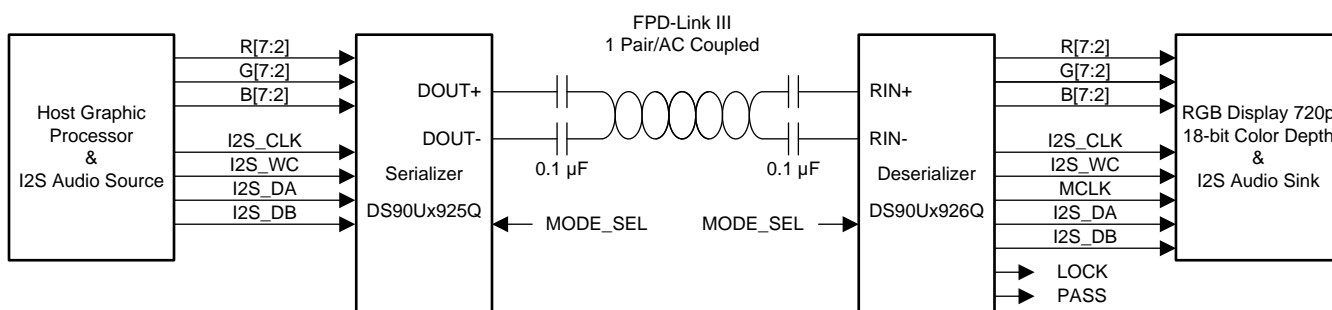 FPD-Link III
1 Pair/AC Coupled
Host Graphic
Processor
&
I2S Audio Source
R[7:2]
G[7:2]
B[7:2]
I2S_CLK
I2S_WC
I2S_DA
I2S_DB
DOUT+
DOUT-
Serializer
DS90Ux925Q
0.1 µF
0.1 µF
MODE_SEL
MODE_SEL
RIN+
RIN-
Deserializer
DS90Ux926Q
R[7:2]
G[7:2]
B[7:2]
I2S_CLK
I2S_WC
MCLK
I2S_DA
I2S_DB
LOCK
PASS
RGB Display 720p
18-bit Color Depth
&
I2S Audio Sink